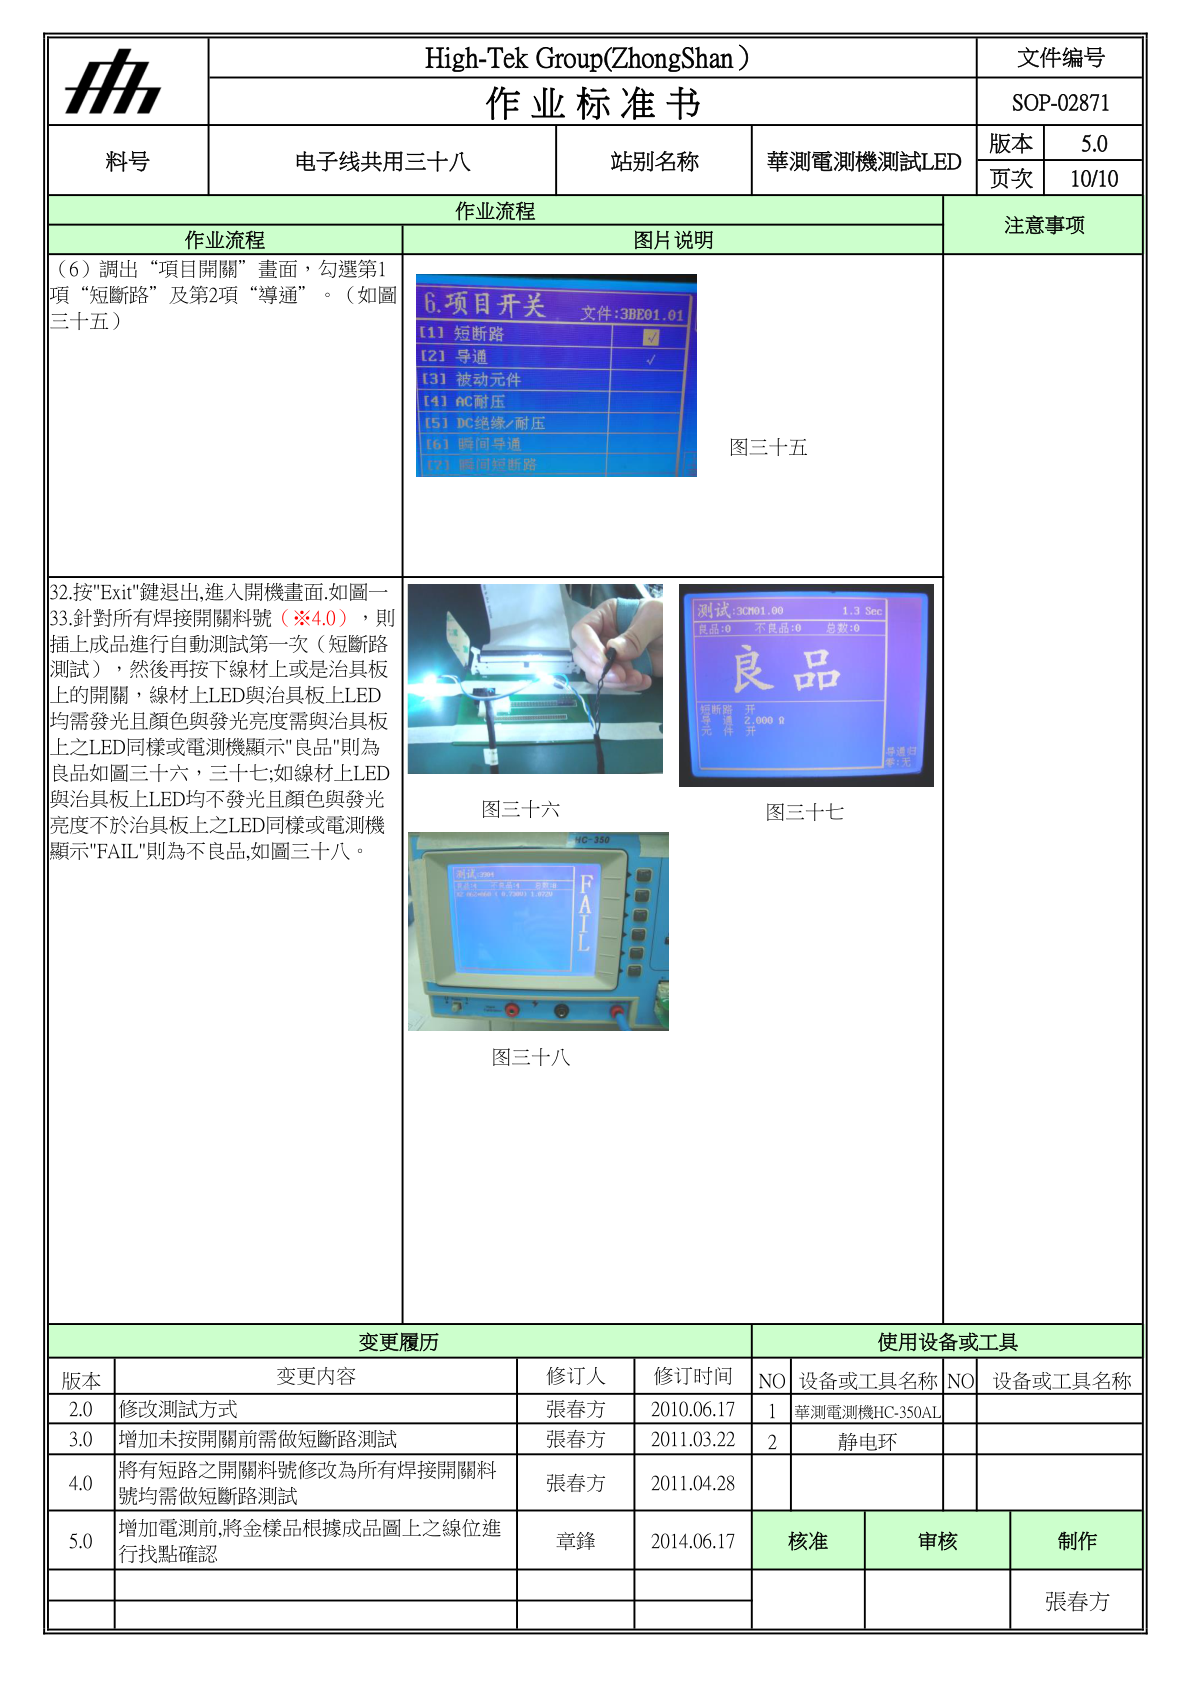 High-Tek Group(ZhongShan）
文件编号
作 业 标 准 书
SOP-02871
料号
电子线共用三十八
站别名称
華測電測機測試LED
版本
5.0
页次
10/10
作业流程
注意事项
作业流程
图片说明
（6）調出“項目開關”畫面，勾選第1
項“短斷路”及第2項“導通”。（如圖
三十五）
6.项目开关
文件:3BE01.01
[1] 短断路
√
[2] 导通
√
[3] 被动元件
[4] AC耐压
[5] DC绝缘/耐压
[6] 瞬间导通
[7] 瞬间短断路
图三十五
32.按"Exit"鍵退出,進入開機畫面.如圖一
33.針對所有焊接開關料號（※4.0），則
插上成品進行自動測試第一次（短斷路
測試），然後再按下線材上或是治具板
上的開關，線材上LED與治具板上LED
均需發光且顏色與發光亮度需與治具板
上之LED同樣或電測機顯示"良品"則為
良品如圖三十六，三十七;如線材上LED
與治具板上LED均不發光且顏色與發光
亮度不於治具板上之LED同樣或電測機
顯示"FAIL"則為不良品,如圖三十八。
测试:3CM01.00 1.3 Sec
良品:0 不良品:0 总数:0
良 品
短断路 开
导 通 2.000 Ω
元 件 开
图三十六
图三十七
HC-350
测试
FAIL
图三十八
变更履历
使用设备或工具
版本
变更内容
修订人
修订时间
NO
设备或工具名称
NO
设备或工具名称
2.0
修改測試方式
張春方
2010.06.17
1
華測電測機HC-350AL
3.0
增加未按開關前需做短斷路測試
張春方
2011.03.22
2
静电环
4.0
將有短路之開關料號修改為所有焊接開關料
號均需做短斷路測試
張春方
2011.04.28
5.0
增加電測前,將金樣品根據成品圖上之線位進
行找點確認
章鋒
2014.06.17
核准
审核
制作
張春方